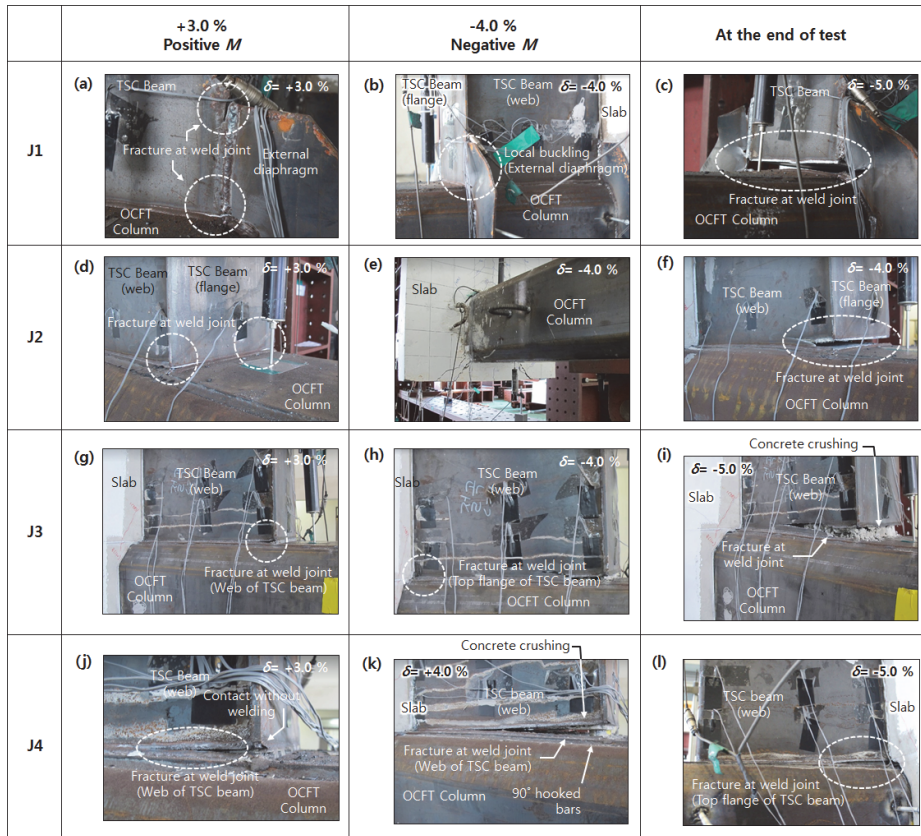 +3.0 %
Positive M
-4.0 %
Negative M
At the end of test
J1
(a)
TSC Beam
δ= +3.0 %
Fracture at weld joint
External
diaphragm
OCFT
Column
(b)
TSC Beam
(flange)
TSC Beam
(web)
δ= -4.0 %
Slab
Local buckling
(External diaphragm)
OCFT
Column
(c)
TSC Beam
δ= -5.0 %
Fracture at weld joint
OCFT Column
J2
(d)
TSC Beam
(web)
TSC Beam
(flange)
δ= +3.0 %
Fracture at weld joint
OCFT
Column
(e)
Slab
δ= -4.0 %
OCFT
Column
(f)
δ= -4.0 %
TSC Beam
(web)
TSC Beam
(flange)
Fracture at weld joint
OCFT Column
J3
(g)
Slab
TSC Beam
(web)
δ= +3.0 %
Fracture at weld joint
(Web of TSC beam)
OCFT
Column
(h)
Slab
TSC Beam
(web)
δ= -4.0 %
Fracture at weld joint
(Top flange of TSC beam)
OCFT Column
Concrete crushing
(i)
δ= -5.0 %
Slab
TSC Beam
(web)
Fracture at
weld joint
OCFT
Column
J4
(j)
δ= +3.0 %
TSC Beam
(web)
Contact without
welding
Fracture at weld joint
(Web of TSC beam)
OCFT
Column
Concrete crushing
(k)
δ= +4.0 %
Slab
TSC beam
(web)
Fracture at weld joint
(Web of TSC beam)
OCFT Column
90˚ hooked
bars
(l)
δ= -5.0 %
TSC beam
(web)
Slab
Fracture at weld joint
(Top flange of TSC beam)